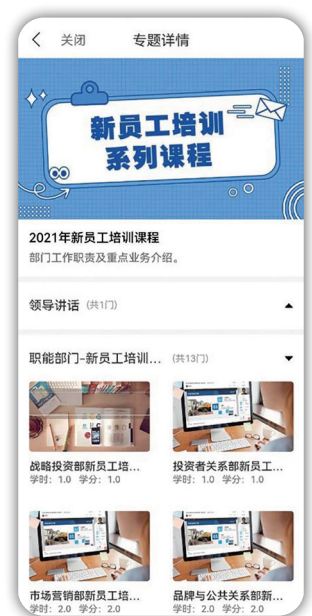 关闭 专题详情
新员工培训
系列课程
2021年新员工培训课程
部门工作职责及重点业务介绍。
领导讲话 (共1门)
职能部门-新员工培训... (共13门)
战略投资部新员工培... 投资者关系部新员工...
学时: 1.0 学分: 1.0 学时: 1.0 学分: 1.0
市场营销部新员工培... 品牌与公共关系部新...
学时: 2.0 学分: 2.0 学时: 2.0 学分: 2.0